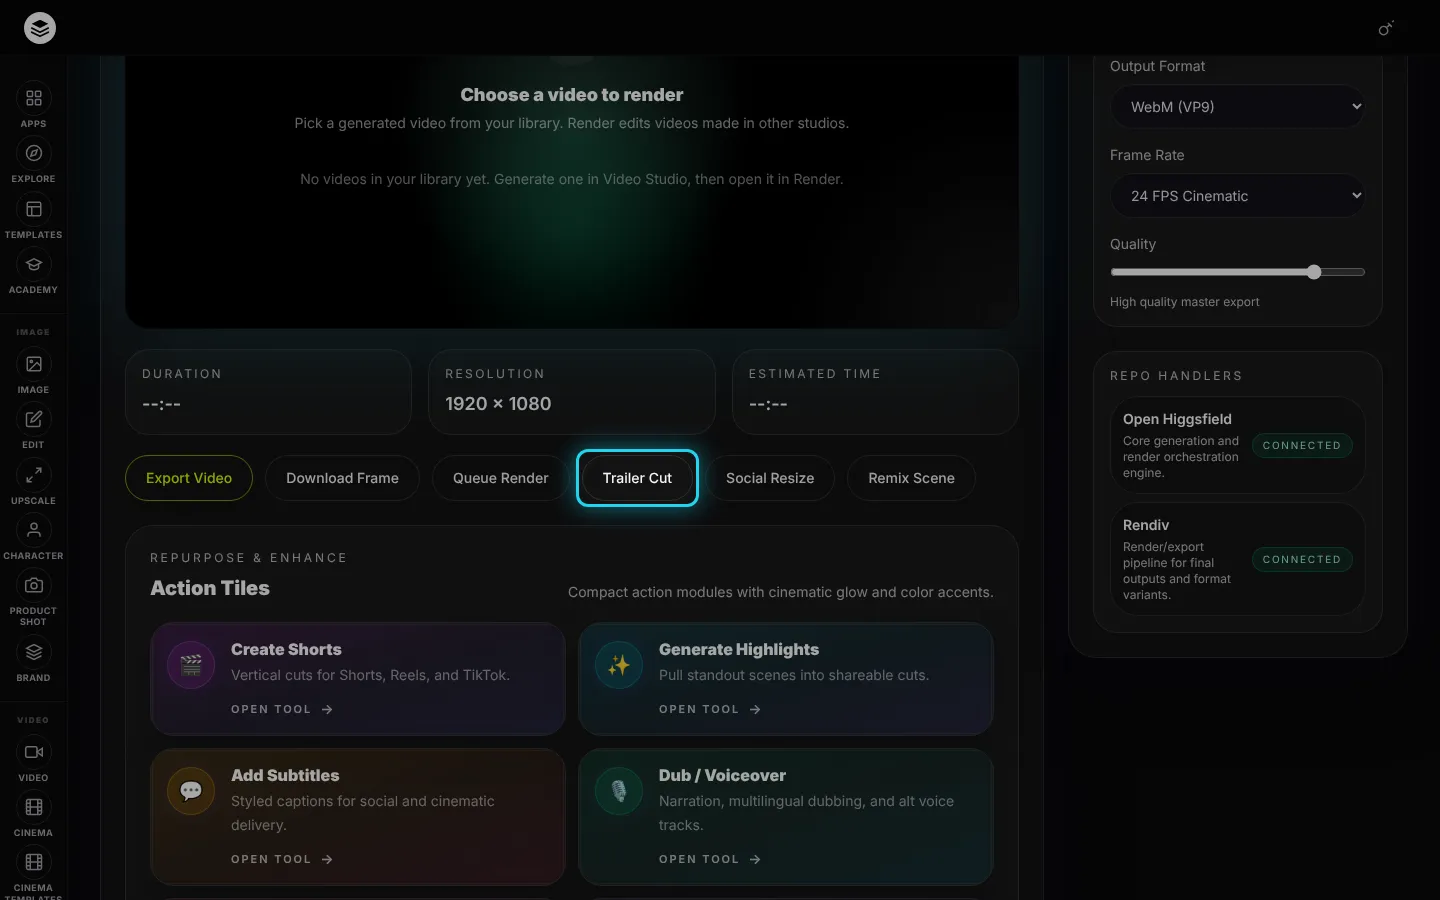 APPS
EXPLORE
TEMPLATES
ACADEMY
IMAGE
IMAGE
EDIT
UPSCALE
CHARACTER
PRODUCT
SHOT
BRAND
VIDEO
VIDEO
CINEMA
CINEMA
TEMPLATES
Choose a video to render
Pick a generated video from your library. Render edits videos made in other studios.
No videos in your library yet. Generate one in Video Studio, then open it in Render.
DURATION
--:--
RESOLUTION
1920 × 1080
ESTIMATED TIME
--:--
Export Video
Download Frame
Queue Render
Trailer Cut
Social Resize
Remix Scene
REPURPOSE & ENHANCE
Action Tiles
Compact action modules with cinematic glow and color accents.
Create Shorts
Vertical cuts for Shorts, Reels, and TikTok.
OPEN TOOL →
Generate Highlights
Pull standout scenes into shareable cuts.
OPEN TOOL →
Add Subtitles
Styled captions for social and cinematic
delivery.
OPEN TOOL →
Dub / Voiceover
Narration, multilingual dubbing, and alt voice
tracks.
OPEN TOOL →
Output Format
WebM (VP9)
Frame Rate
24 FPS Cinematic
Quality
High quality master export
REPO HANDLERS
Open Higgsfield
Core generation and
render orchestration
engine.
CONNECTED
Rendiv
Render/export
pipeline for final
outputs and format
variants.
CONNECTED